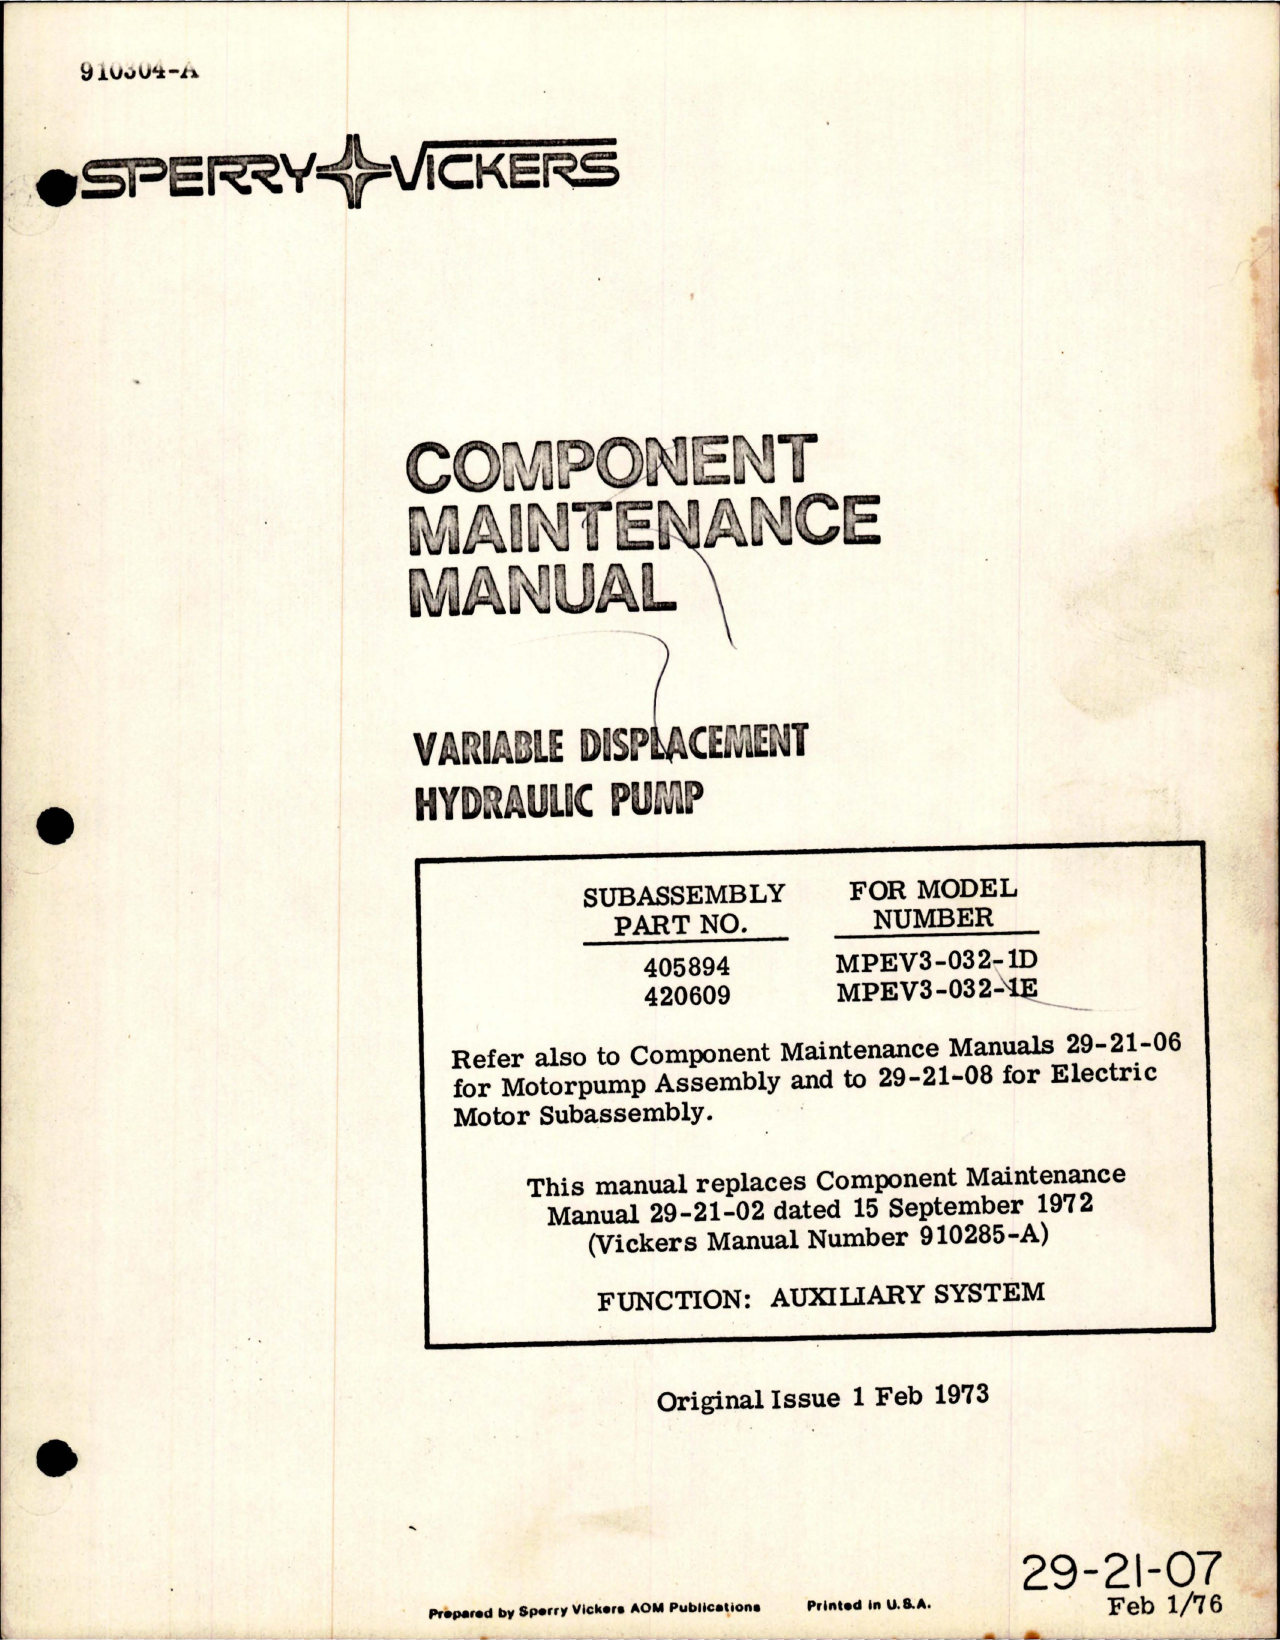 910304-A
SPERRY VICKERS
COMPONENT
MAINTENANCE
MANUAL
VARIABLE DISPLACEMENT
HYDRAULIC PUMP
SUBASSEMBLY FOR MODEL
PART NO. NUMBER
405894 MPEV3-032-1D
420609 MPEV3-032-1E
Refer also to Component Maintenance Manuals 29-21-06
for Motorpump Assembly and to 29-21-08 for Electric
Motor Subassembly.
This manual replaces Component Maintenance
Manual 29-21-02 dated 15 September 1972
(Vickers Manual Number 910285-A)
FUNCTION: AUXILIARY SYSTEM
Original Issue 1 Feb 1973
29-21-07
Feb 1/76
Prepared by Sperry Vickers AOM Publications Printed in U.S.A.